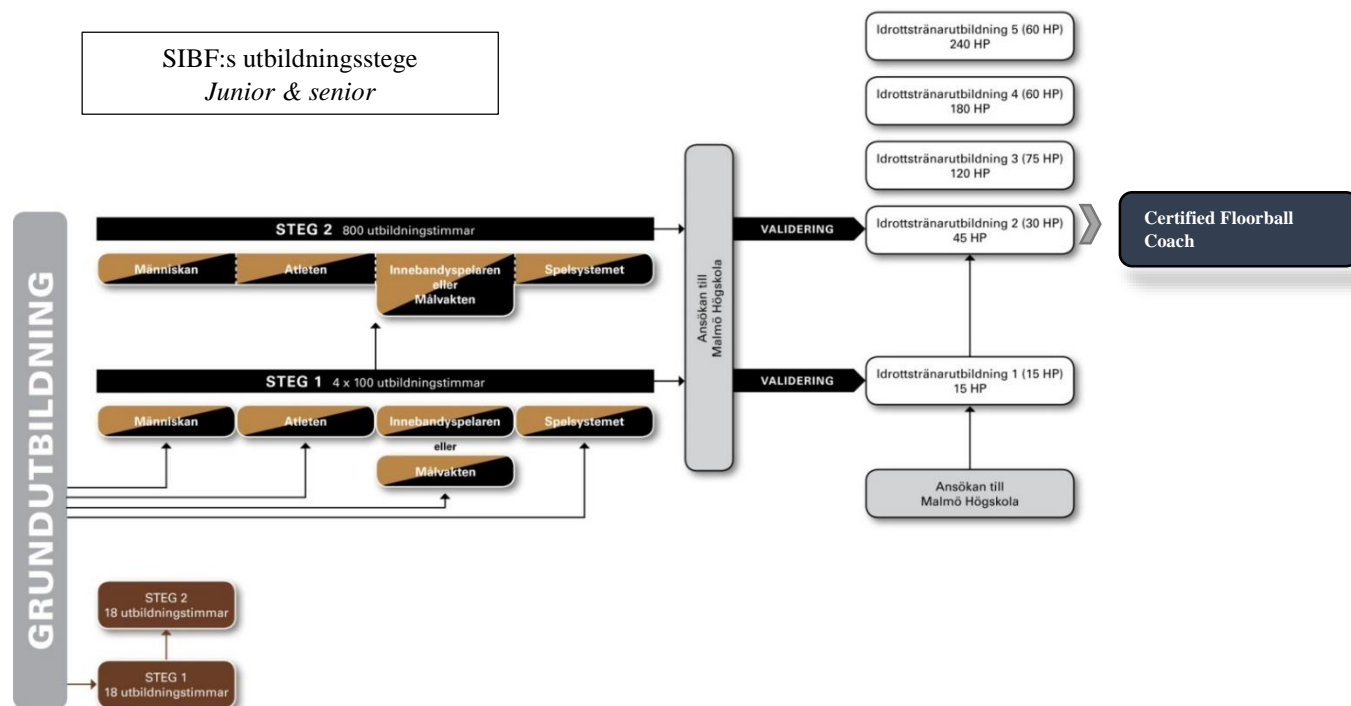 SIBF:s utbildningsstege
Junior & senior
Idrottstränarutbildning 5 (60 HP)
240 HP
Idrottstränarutbildning 4 (60 HP)
180 HP
Idrottstränarutbildning 3 (75 HP)
120 HP
GRUNDUTBILDNING
STEG 2 800 utbildningstimmar
Människan
Atleten
Innebandyspelaren
eller
Målvakten
Spelsystemet
Ansökan till
Malmö Högskola
VALIDERING
Idrottstränarutbildning 2 (30 HP)
45 HP
Certified Floorball
Coach
STEG 1 4 x 100 utbildningstimmar
Människan
Atleten
Innebandyspelaren
eller
Målvakten
Spelsystemet
VALIDERING
Idrottstränarutbildning 1 (15 HP)
15 HP
Ansökan till
Malmö Högskola
STEG 2
18 utbildningstimmar
STEG 1
18 utbildningstimmar